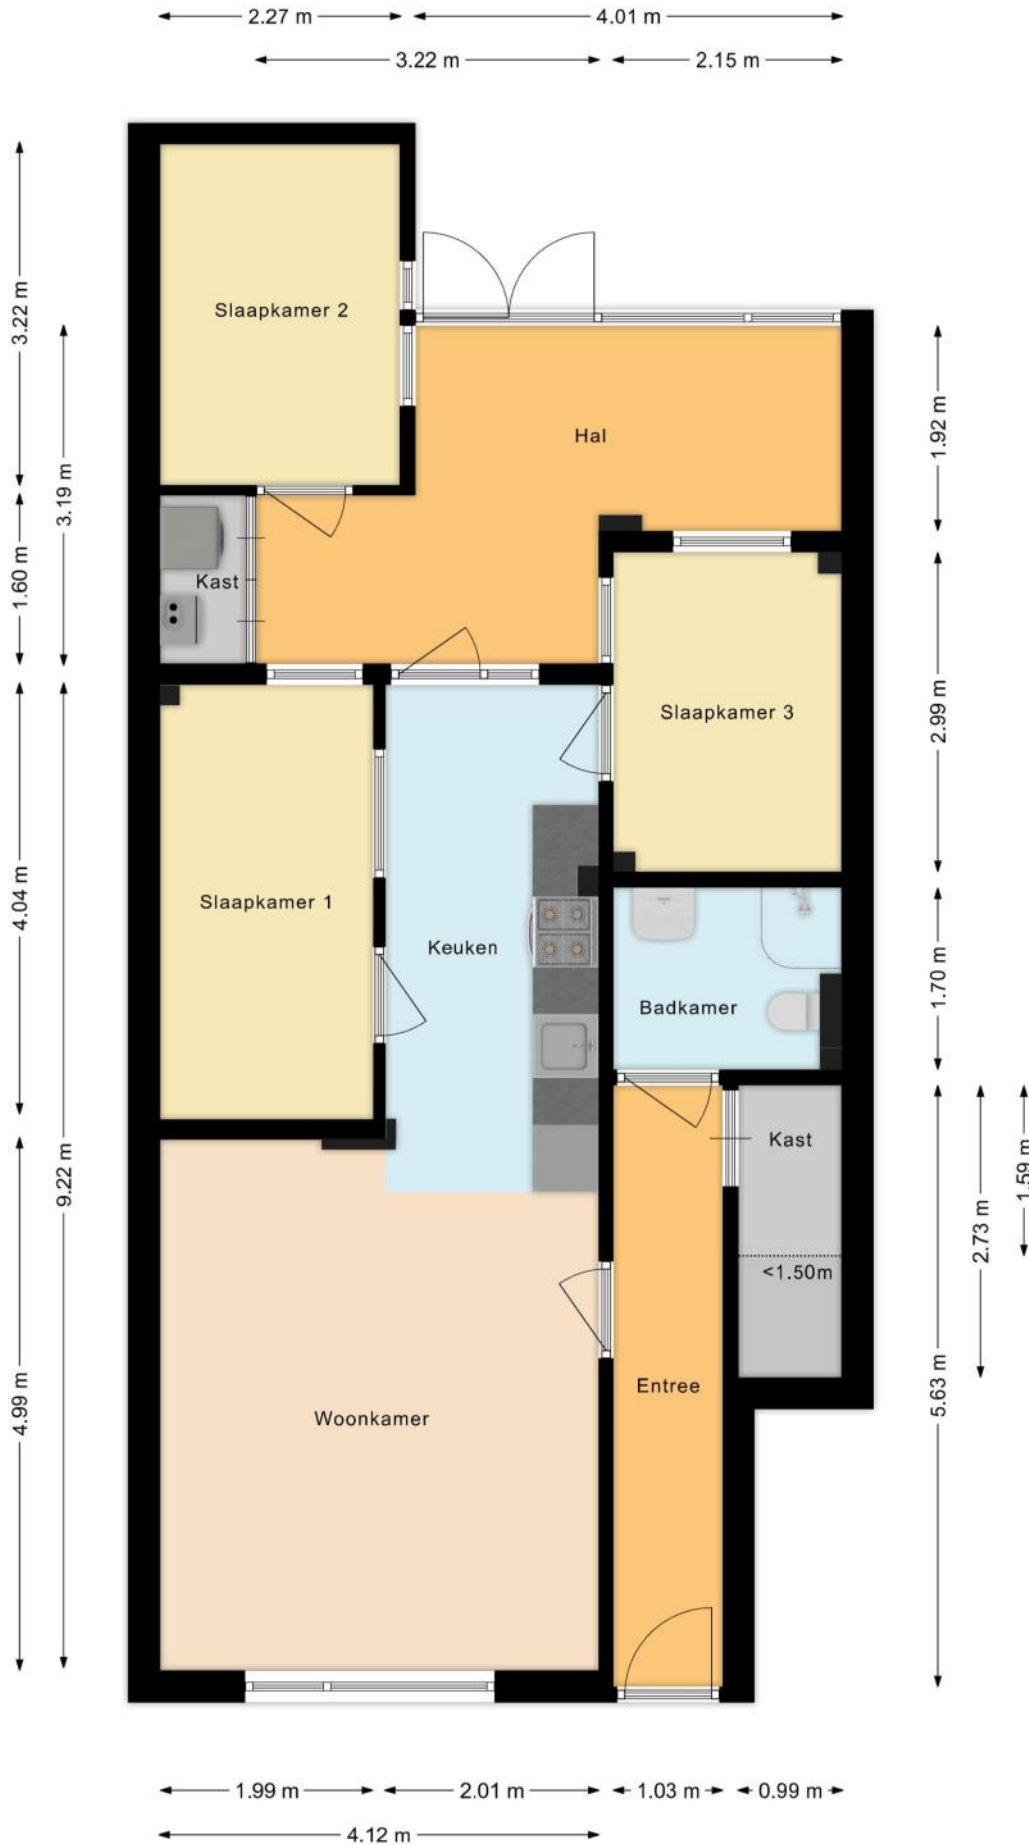 2.27 m
4.01 m
3.22 m
2.15 m
Slaapkamer 2
3.22 m
3.19 m
Hal
1.92 m
1.60 m
Kast
Slaapkamer 3
2.99 m
Slaapkamer 1
4.04 m
Keuken
Badkamer
1.70 m
9.22 m
Kast
1.59 m
2.73 m
<1.50m
Entree
5.63 m
4.99 m
Woonkamer
1.99 m
2.01 m
1.03 m
0.99 m
4.12 m